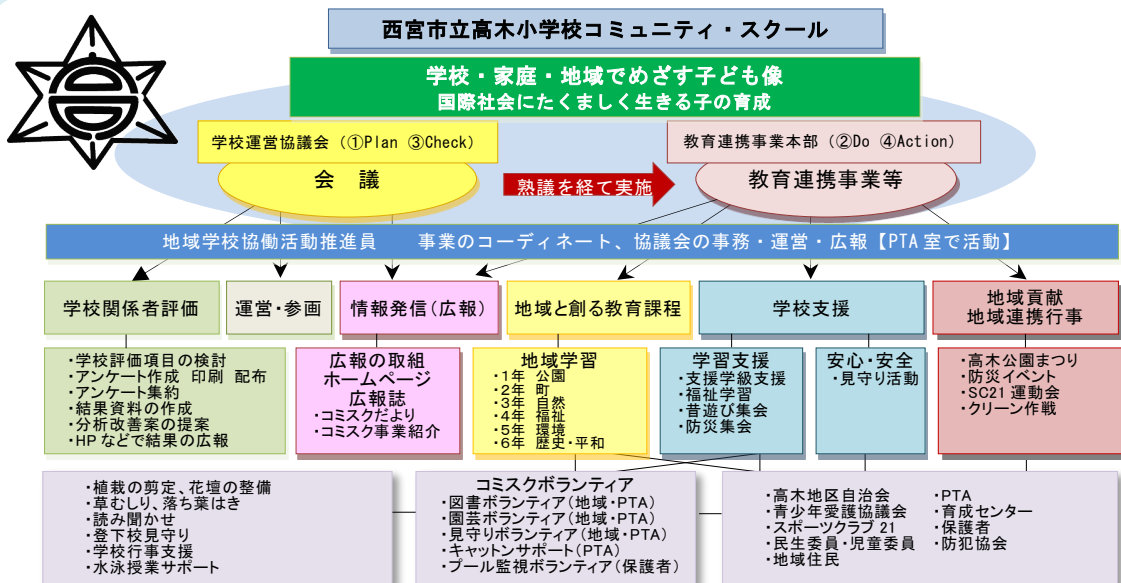 西宮市立高木小学校コミュニティ・スクール
学校・家庭・地域でめざす子ども像
国際社会にたくましく生きる子の育成
学校運営協議会（①Plan ③Check）
会 議
熟議を経て実施
教育連携事業本部（②Do ④Action）
教育連携事業等
地域学校協働活動推進員　事業のコーディネート、協議会の事務・運営・広報【PTA 室で活動】
学校関係者評価
運営・参画
情報発信（広報）
地域と創る教育課程
学校支援
地域貢献
地域連携行事
・学校評価項目の検討
・アンケート作成 印刷 配布
・アンケート集約
・結果資料の作成
・分析改善案の提案
・HP などで結果の広報
広報の取組
ホームページ
広報誌
・コミスクだより
・コミスク事業紹介
地域学習
・1年 公園
・2年 町
・3年 自然
・4年 福祉
・5年 環境
・6年 歴史・平和
学習支援
・支援学級支援
・福祉学習
・昔遊び集会
・防災集会
安心・安全
・見守り活動
・高木公園まつり
・防災イベント
・SC21 運動会
・クリーン作戦
・植栽の剪定、花壇の整備
・草むしり、落ち葉はき
・読み聞かせ
・登下校見守り
・学校行事支援
・水泳授業サポート
コミスクボランティア
・図書ボランティア（地域・PTA）
・園芸ボランティア（地域・PTA）
・見守りボランティア（地域・PTA）
・キャットンサポート（PTA）
・プール監視ボランティア（保護者）
・高木地区自治会
・青少年愛護協議会
・スポーツクラブ 21
・民生委員・児童委員
・地域住民
・PTA
・育成センター
・保護者
・防犯協会